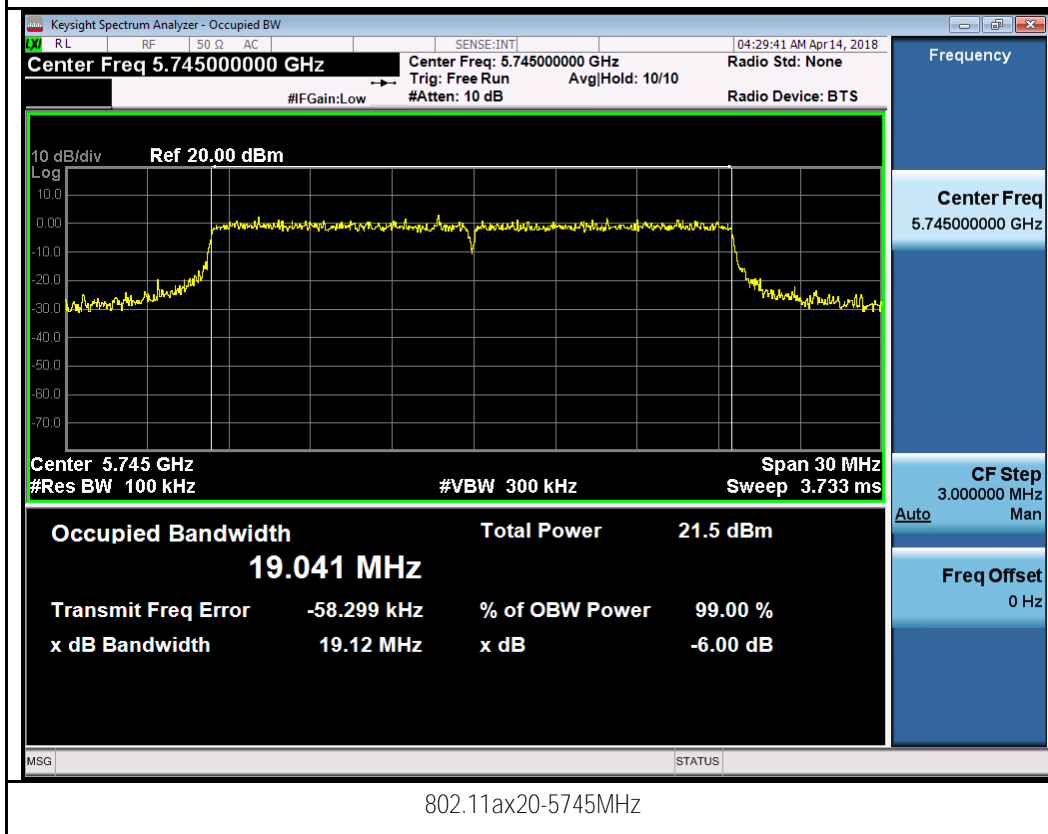 Keysight Spectrum Analyzer - Occupied BW
LXI RL RF 50 Ω AC SENSE:INT 04:29:41 AM Apr 14, 2018
Center Freq 5.745000000 GHz
Center Freq: 5.745000000 GHz
Radio Std: None
Trig: Free Run Avg|Hold: 10/10
#IFGain:Low
#Atten: 10 dB
Radio Device: BTS
10 dB/div Ref 20.00 dBm
Log
10.0
0.00
-10.0
-20.0
-30.0
-40.0
-50.0
-60.0
-70.0
Center 5.745 GHz Span 30 MHz
#Res BW 100 kHz #VBW 300 kHz Sweep 3.733 ms
Occupied Bandwidth Total Power 21.5 dBm
19.041 MHz
Transmit Freq Error -58.299 kHz % of OBW Power 99.00 %
x dB Bandwidth 19.12 MHz x dB -6.00 dB
Frequency
Center Freq
5.745000000 GHz
CF Step
3.000000 MHz
Auto Man
Freq Offset
0 Hz
MSG STATUS
802.11ax20-5745MHz